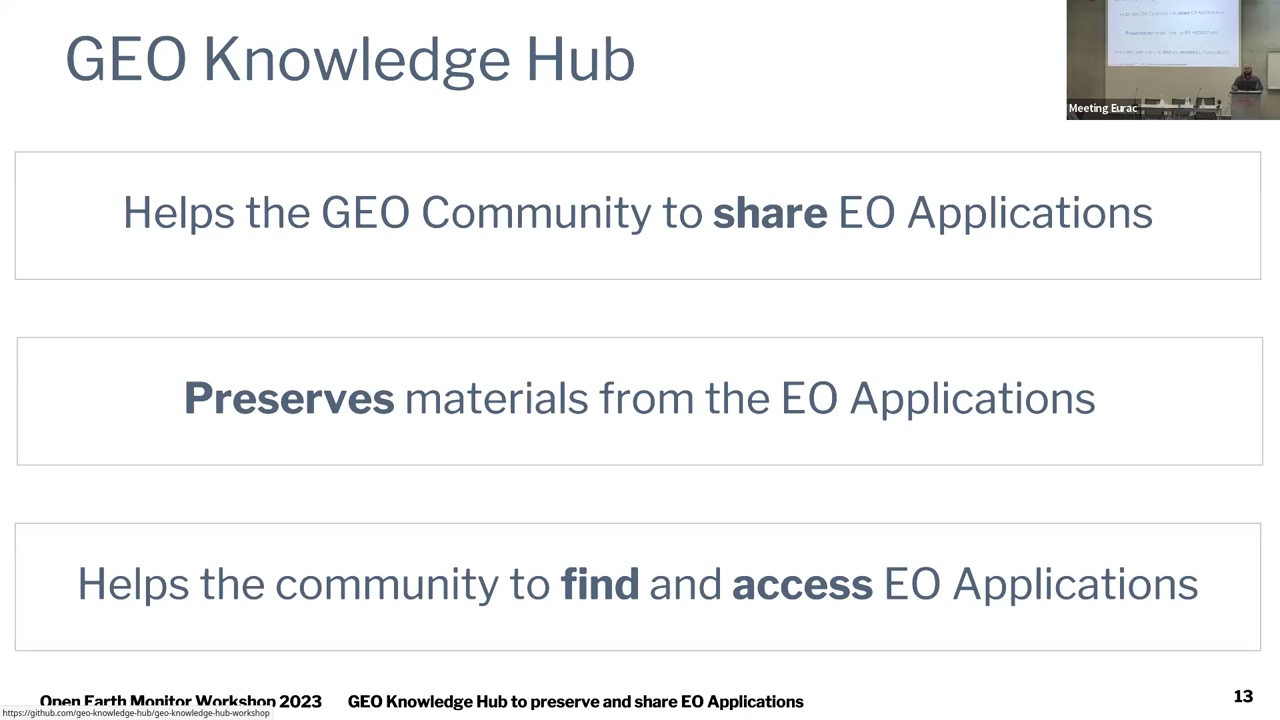 GEO Knowledge Hub
Meeting Eurac
Helps the GEO Community to share EO Applications
Preserves materials from the EO Applications
Helps the community to find and access EO Applications
Open Earth Monitor Workshop 2023 GEO Knowledge Hub to preserve and share EO Applications
13
https://github.com/geo-knowledge-hub/geo-knowledge-hub-workshop